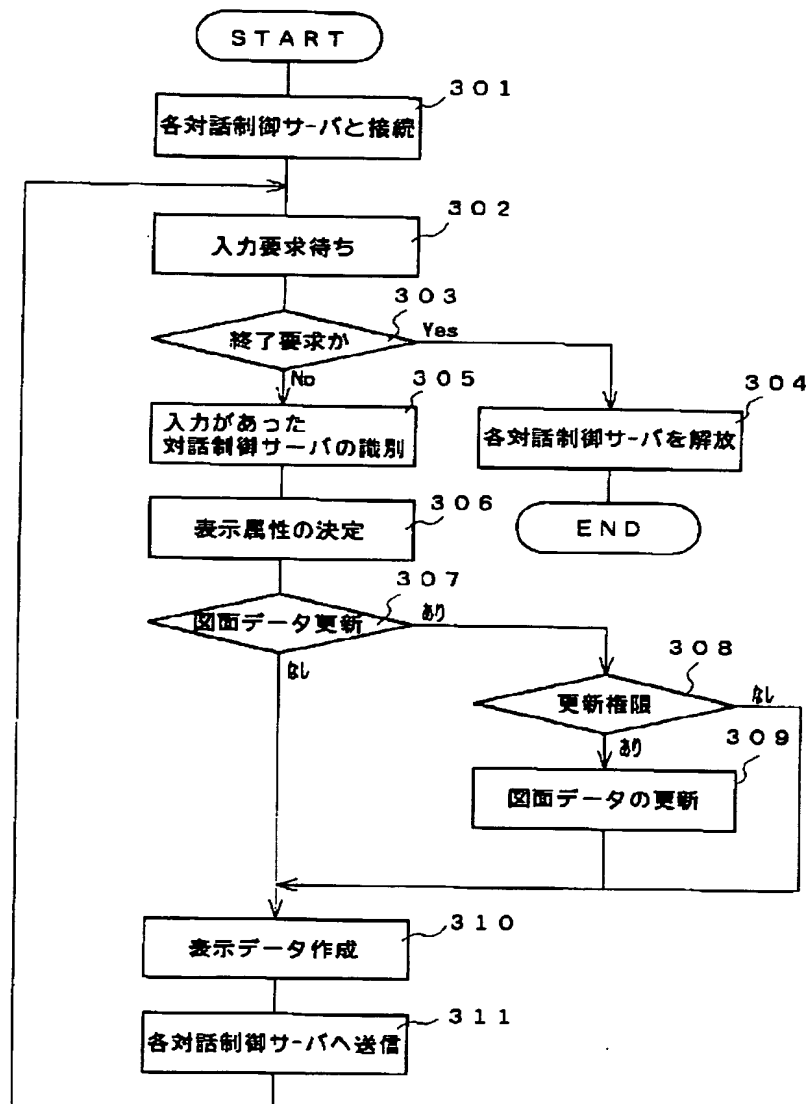 START
301
各対話制御サーバと接続
302
入力要求待ち
303
終了要求か
Yes
No
305
入力があった
対話制御サーバの識別
304
各対話制御サーバを解放
306
表示属性の決定
END
307
図面データ更新
あり
なし
308
更新権限
なし
あり
309
図面データの更新
310
表示データ作成
311
各対話制御サーバへ送信